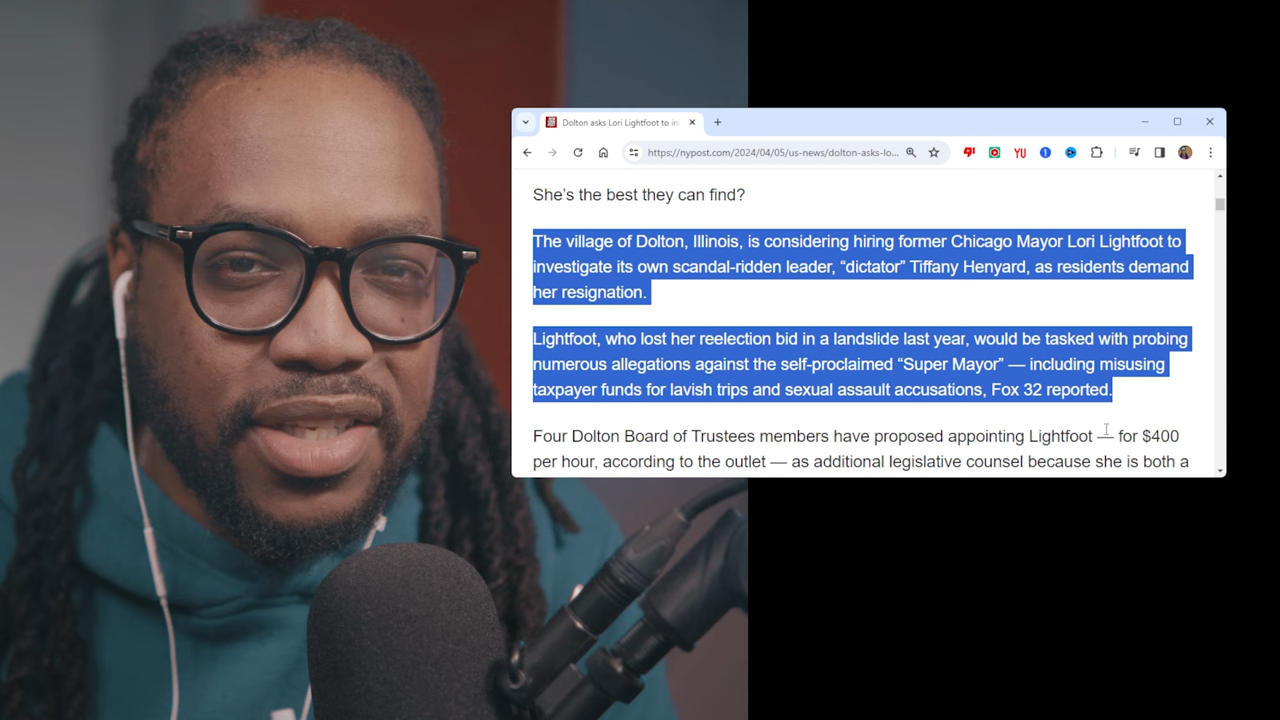 Dolton asks Lori Lightfoot to in
https://nypost.com/2024/04/05/us-news/dolton-asks-lo...
YU
She's the best they can find?
The village of Dolton, Illinois, is considering hiring former Chicago Mayor Lori Lightfoot to
investigate its own scandal-ridden leader, “dictator” Tiffany Henyard, as residents demand
her resignation.
Lightfoot, who lost her reelection bid in a landslide last year, would be tasked with probing
numerous allegations against the self-proclaimed “Super Mayor” — including misusing
taxpayer funds for lavish trips and sexual assault accusations, Fox 32 reported.
Four Dolton Board of Trustees members have proposed appointing Lightfoot — for $400
per hour, according to the outlet — as additional legislative counsel because she is both a